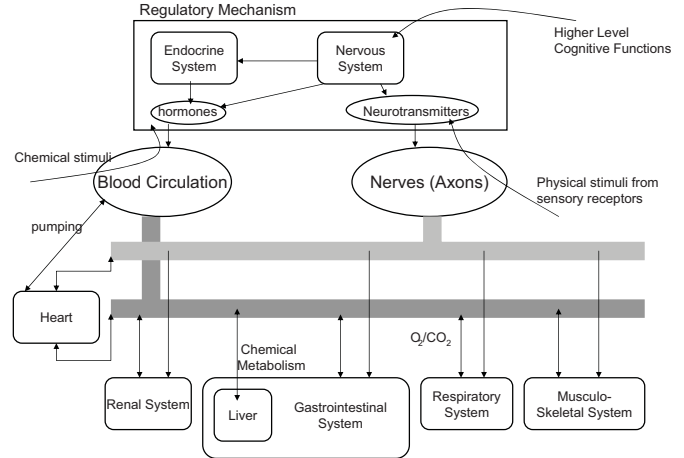 Regulatory Mechanism
Higher Level
Cognitive Functions
Endocrine
System
Nervous
System
hormones
Neurotransmitters
Chemical stimuli
Blood Circulation
Nerves (Axons)
Physical stimuli from
sensory receptors
pumping
Heart
O2/CO2
Chemical
Metabolism
Renal System
Liver
Gastrointestinal
System
Respiratory
System
Musculo-
Skeletal System